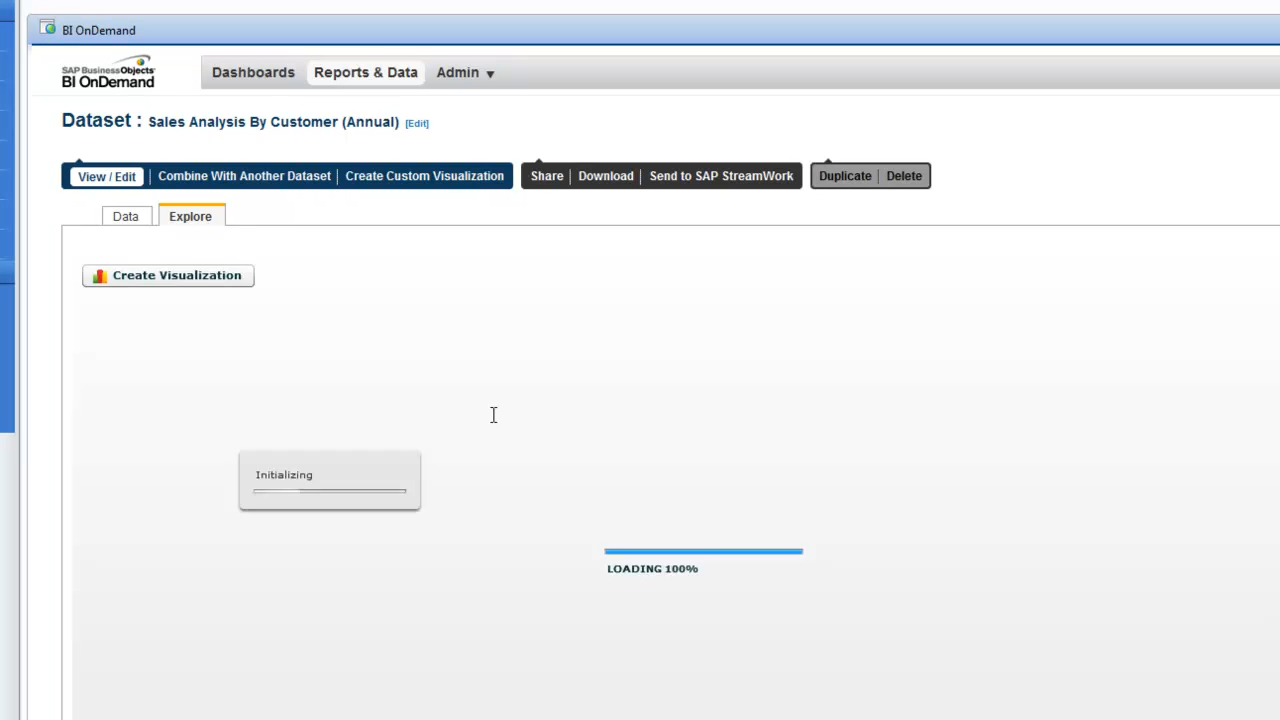 BI OnDemand
SAP BusinessObjects
BI OnDemand
Dashboards Reports & Data Admin ▼
Dataset : Sales Analysis By Customer (Annual) [Edit]
View / Edit Combine With Another Dataset Create Custom Visualization Share Download Send to SAP StreamWork Duplicate Delete
Data Explore
Create Visualization
Initializing
LOADING 100%